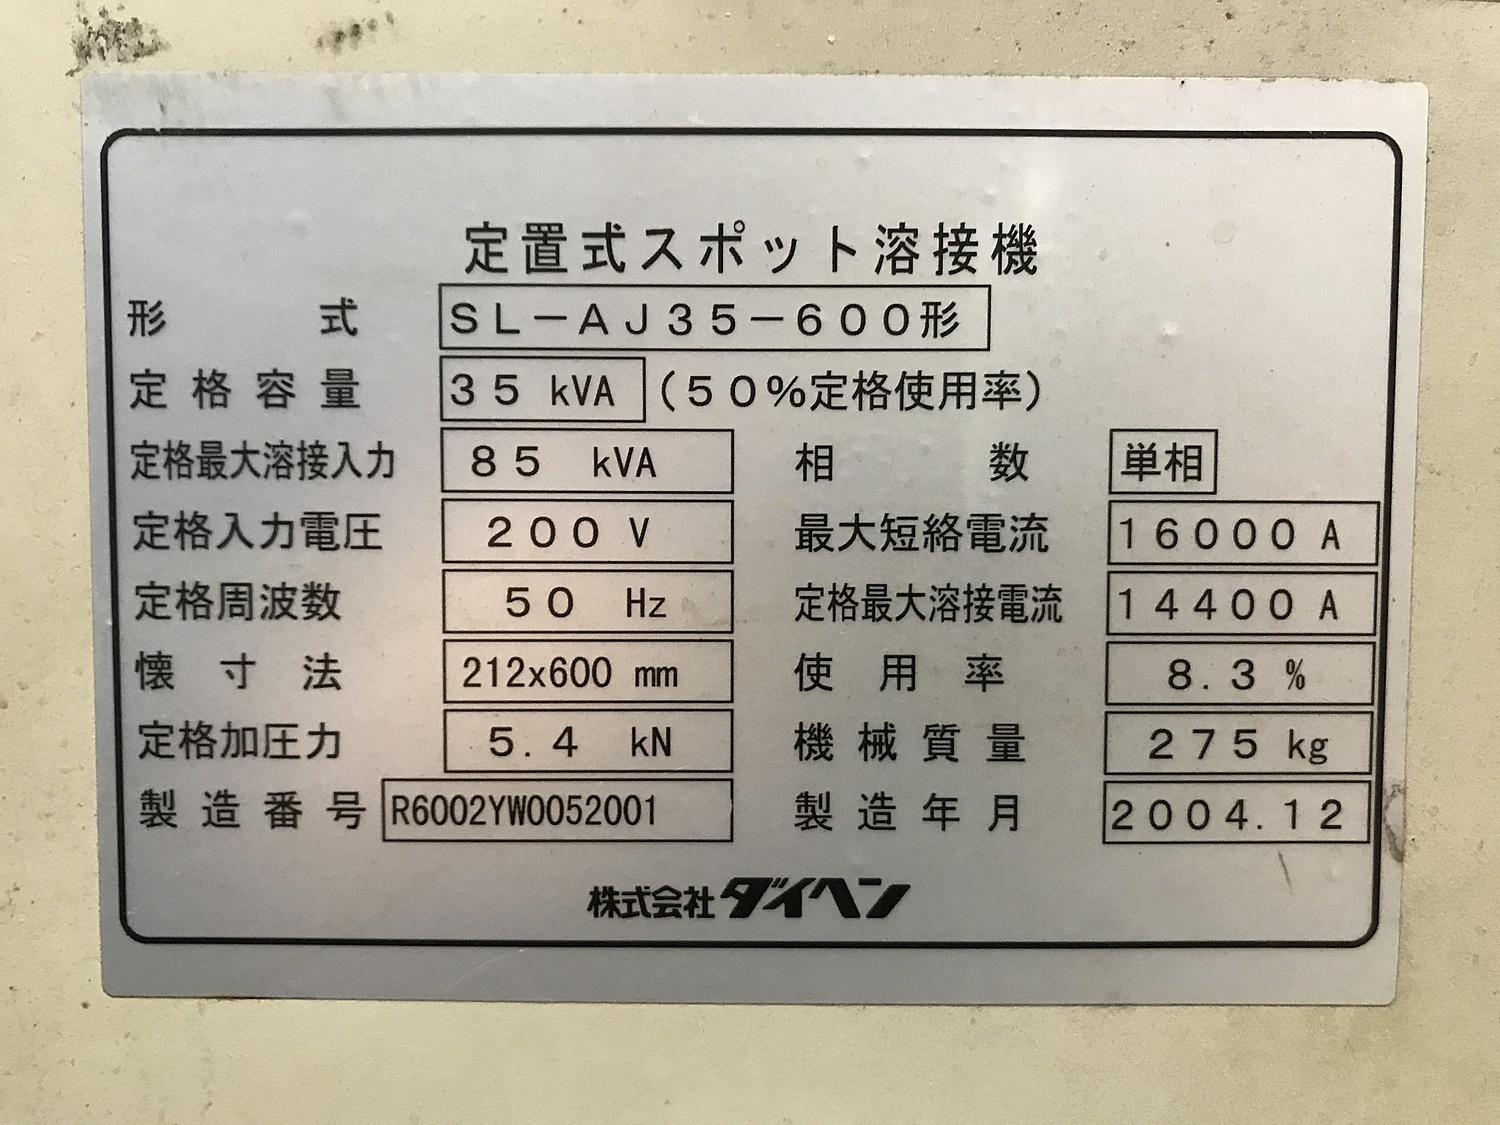 定置式スポット溶接機
形式 SL－AJ35－600形
定格容量 35 kVA (50%定格使用率)
定格最大溶接入力 85 kVA 相数 単相
定格入力電圧 200 V 最大短絡電流 16000 A
定格周波数 50 Hz 定格最大溶接電流 14400 A
懐寸法 212x600 mm 使用率 8.3 %
定格加圧力 5.4 kN 機械質量 275 kg
製造番号 R6002YW0052001 製造年月 2004.12
株式会社ダイヘン